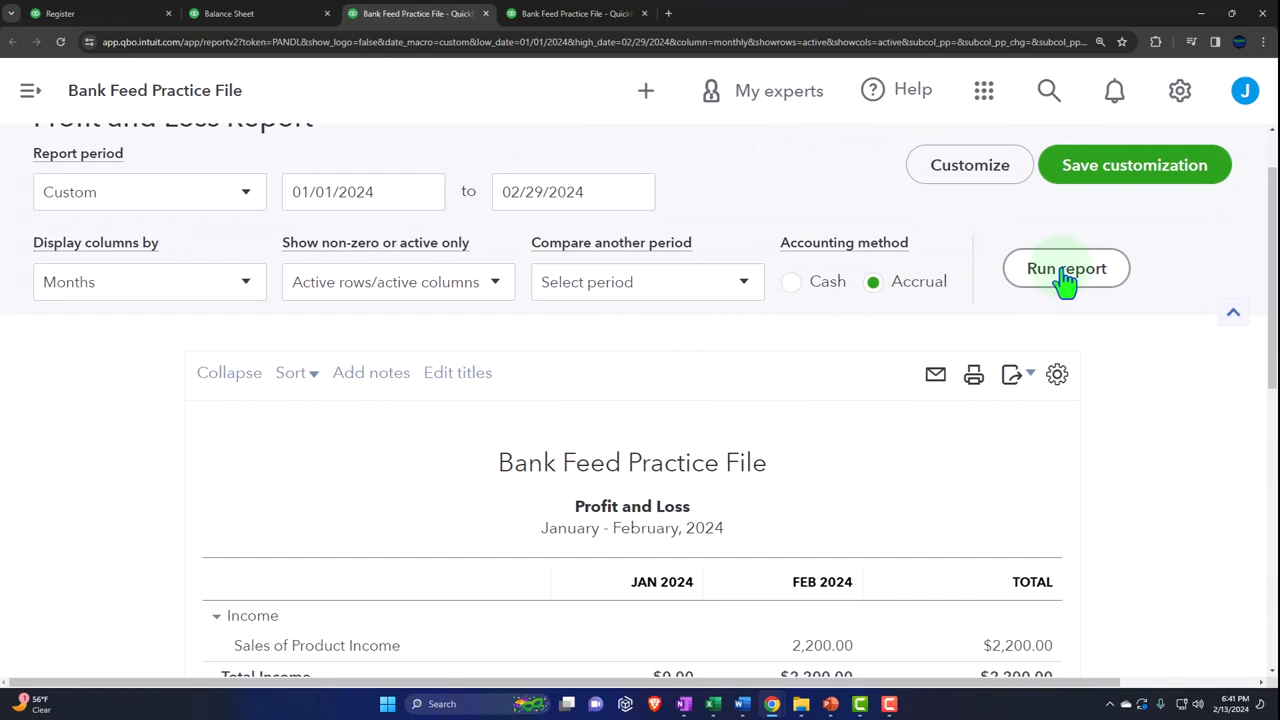 Register
Balance Sheet
Bank Feed Practice File - QuickB
Bank Feed Practice File - QuickB
app.qbo.intuit.com/app/reportv2?token=PANDL&show_logo=false&date_macro=custom&low_date=01/01/2024&high_date=02/29/2024&column=monthly&showrows=active&showcols=active&subcol_pp=&subcol_pp_chg=&subcol_pp...
Bank Feed Practice File
My experts
Help
J
Profit and Loss Report
Report period
Customize
Save customization
Custom
01/01/2024
to
02/29/2024
Display columns by
Show non-zero or active only
Compare another period
Accounting method
Months
Active rows/active columns
Select period
Cash
Accrual
Run report
Collapse
Sort
Add notes
Edit titles
Bank Feed Practice File
Profit and Loss
January - February, 2024
JAN 2024
FEB 2024
TOTAL
Income
Sales of Product Income
2,200.00
$2,200.00
Total Income
$0.00
$2,200.00
$2,200.00
1
56°F
Clear
Search
6:41 PM
2/13/2024